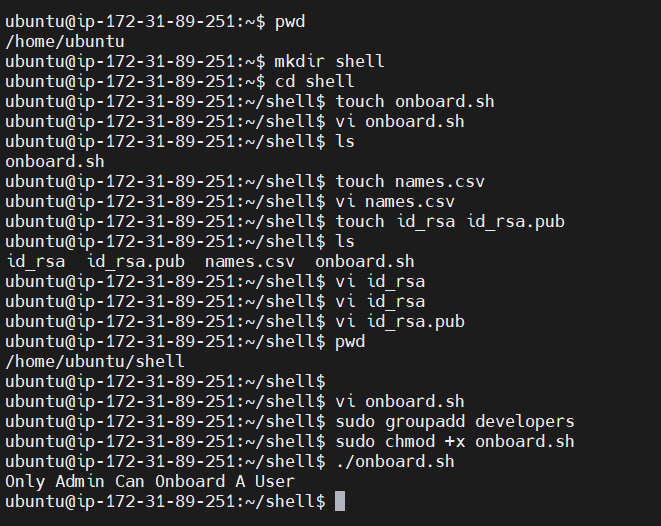 ubuntu@ip-172-31-89-251:~$ pwd
/home/ubuntu
ubuntu@ip-172-31-89-251:~$ mkdir shell
ubuntu@ip-172-31-89-251:~$ cd shell
ubuntu@ip-172-31-89-251:~/shell$ touch onboard.sh
ubuntu@ip-172-31-89-251:~/shell$ vi onboard.sh
ubuntu@ip-172-31-89-251:~/shell$ ls
onboard.sh
ubuntu@ip-172-31-89-251:~/shell$ touch names.csv
ubuntu@ip-172-31-89-251:~/shell$ vi names.csv
ubuntu@ip-172-31-89-251:~/shell$ touch id_rsa id_rsa.pub
ubuntu@ip-172-31-89-251:~/shell$ ls
id_rsa  id_rsa.pub  names.csv  onboard.sh
ubuntu@ip-172-31-89-251:~/shell$ vi id_rsa
ubuntu@ip-172-31-89-251:~/shell$ vi id_rsa
ubuntu@ip-172-31-89-251:~/shell$ vi id_rsa.pub
ubuntu@ip-172-31-89-251:~/shell$ pwd
/home/ubuntu/shell
ubuntu@ip-172-31-89-251:~/shell$
ubuntu@ip-172-31-89-251:~/shell$ vi onboard.sh
ubuntu@ip-172-31-89-251:~/shell$ sudo groupadd developers
ubuntu@ip-172-31-89-251:~/shell$ sudo chmod +x onboard.sh
ubuntu@ip-172-31-89-251:~/shell$ ./onboard.sh
Only Admin Can Onboard A User
ubuntu@ip-172-31-89-251:~/shell$